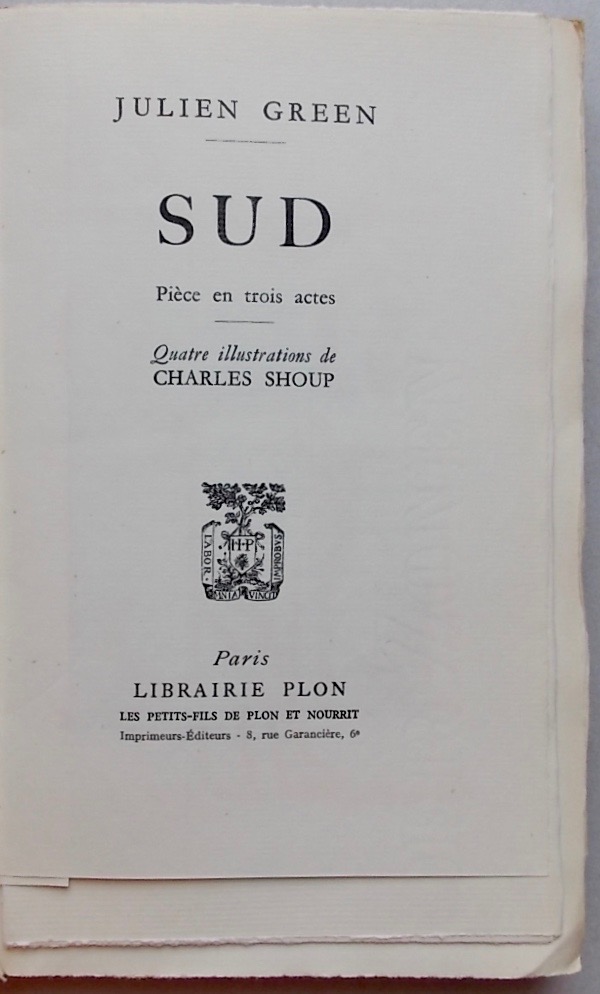 JULIEN GREEN
SUD
Pièce en trois actes
Quatre illustrations de
CHARLES SHOUP
LABOR
H·P
IMPROBVS
OMNIA VINCIT
Paris
LIBRAIRIE PLON
LES PETITS-FILS DE PLON ET NOURRIT
Imprimeurs-Éditeurs - 8, rue Garancière, 6e